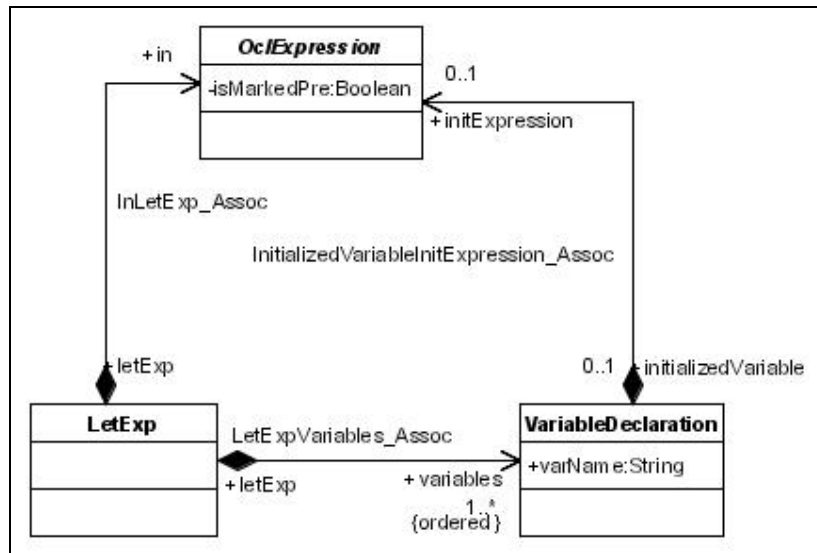 OclExpression
+in
0..1
-isMarkedPre:Boolean
+initExpression
InLetExp_Assoc
InitializedVariableInitExpression_Assoc
+letExp
0..1
+initializedVariable
LetExp
LetExpVariables_Assoc
VariableDeclaration
+varName:String
+letExp
+variables
1..*
{ordered}